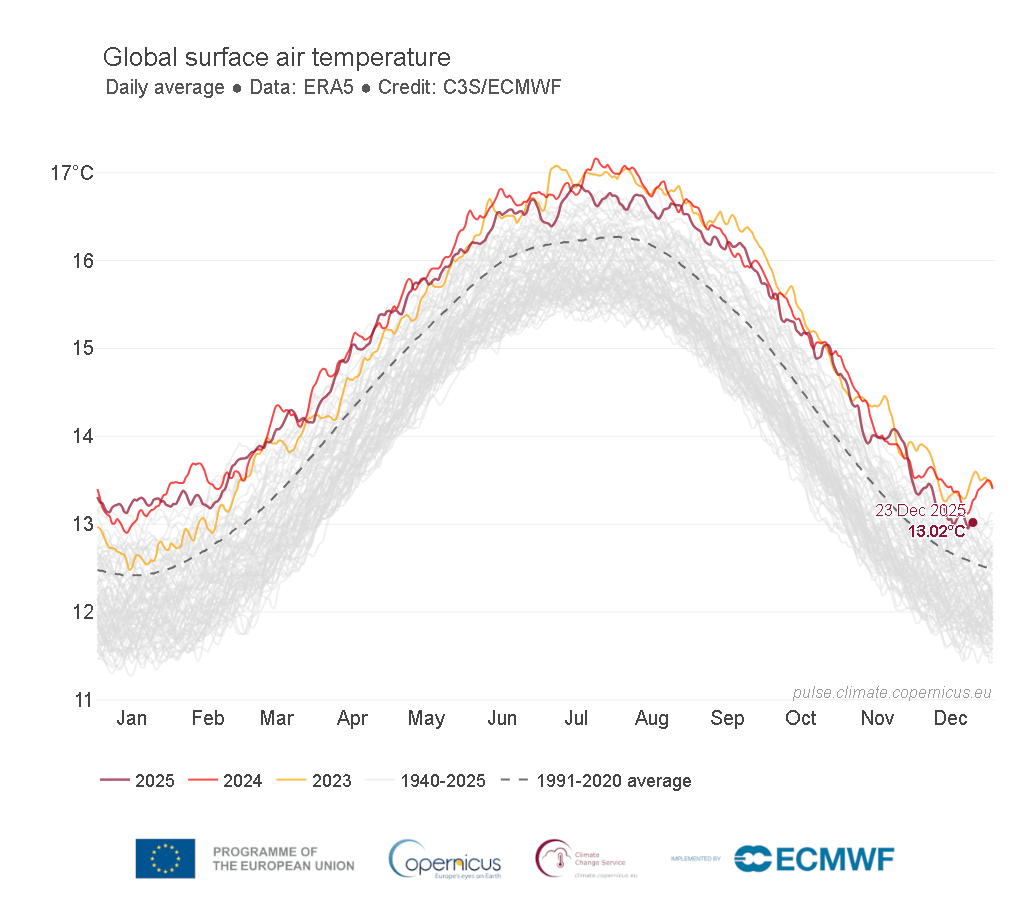 Global surface air temperature
Daily average ● Data: ERA5 ● Credit: C3S/ECMWF
17°C
16
15
14
13
12
11
23 Dec 2025
13.02°C
pulse.climate.copernicus.eu
Jan Feb Mar Apr May Jun Jul Aug Sep Oct Nov Dec
2025 2024 2023 1940-2025 1991-2020 average
PROGRAMME OF
THE EUROPEAN UNION
opernicus
Europe's eyes on Earth
Climate
Change Service
climate.copernicus.eu
IMPLEMENTED BY
ECMWF